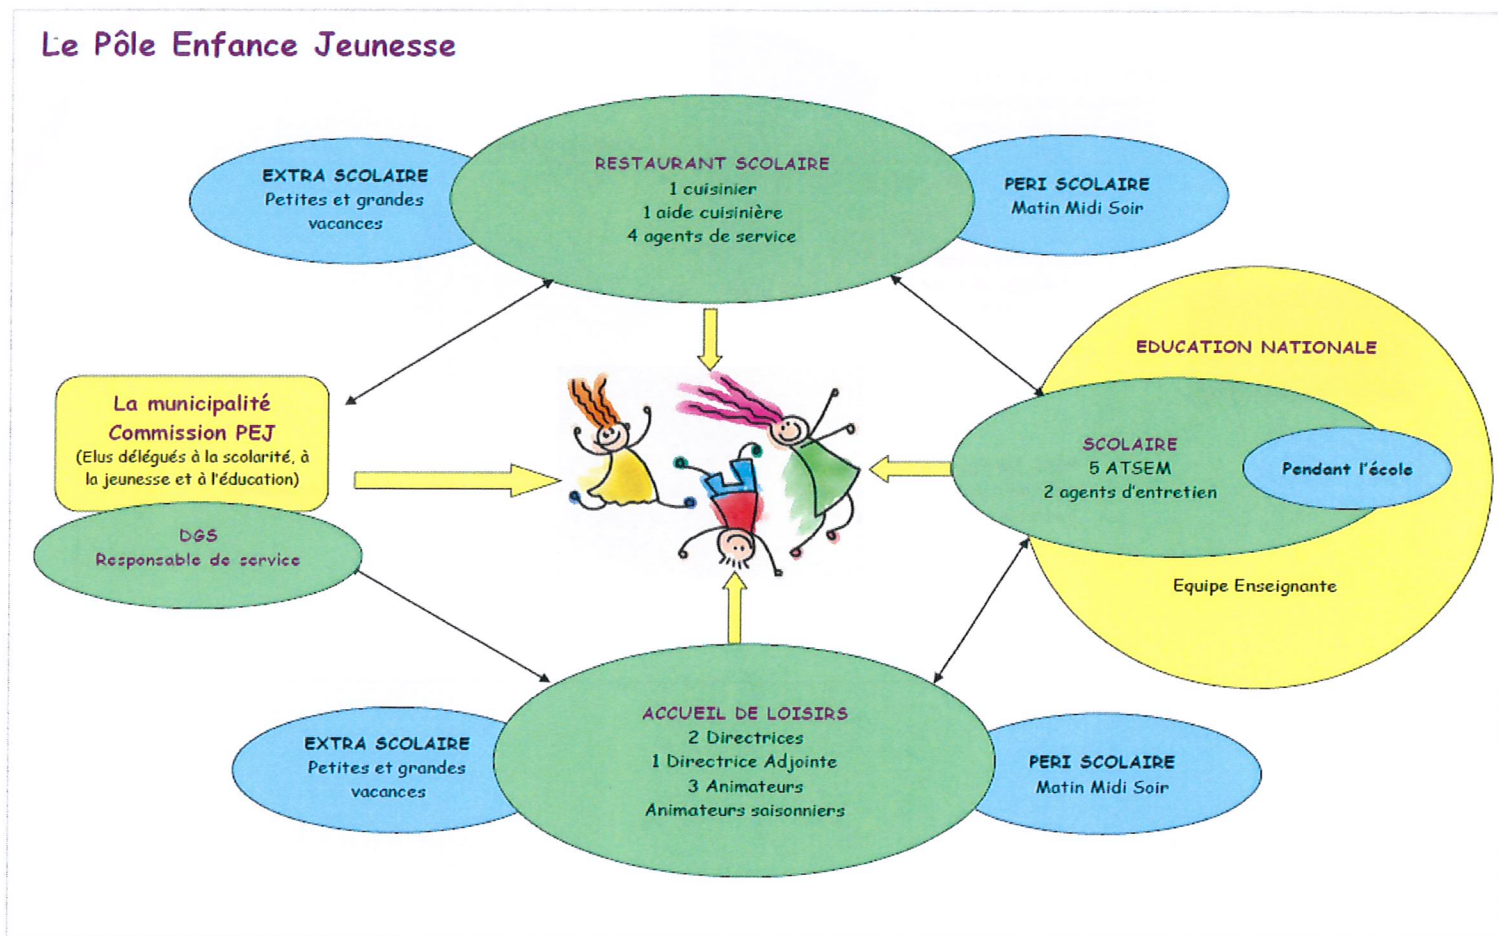 Le Pôle Enfance Jeunesse
EXTRA SCOLAIRE
Petites et grandes
vacances
RESTAURANT SCOLAIRE
1 cuisinier
1 aide cuisinière
4 agents de service
PERI SCOLAIRE
Matin Midi Soir
La municipalité
Commission PEJ
(Elus délégués à la scolarité, à
la jeunesse et à l'éducation)
DGS
Responsable de service
EDUCATION NATIONALE
SCOLAIRE
5 ATSEM
2 agents d'entretien
Pendant l'école
Equipe Enseignante
EXTRA SCOLAIRE
Petites et grandes
vacances
ACCUEIL DE LOISIRS
2 Directrices
1 Directrice Adjointe
3 Animateurs
Animateurs saisonniers
PERI SCOLAIRE
Matin Midi Soir